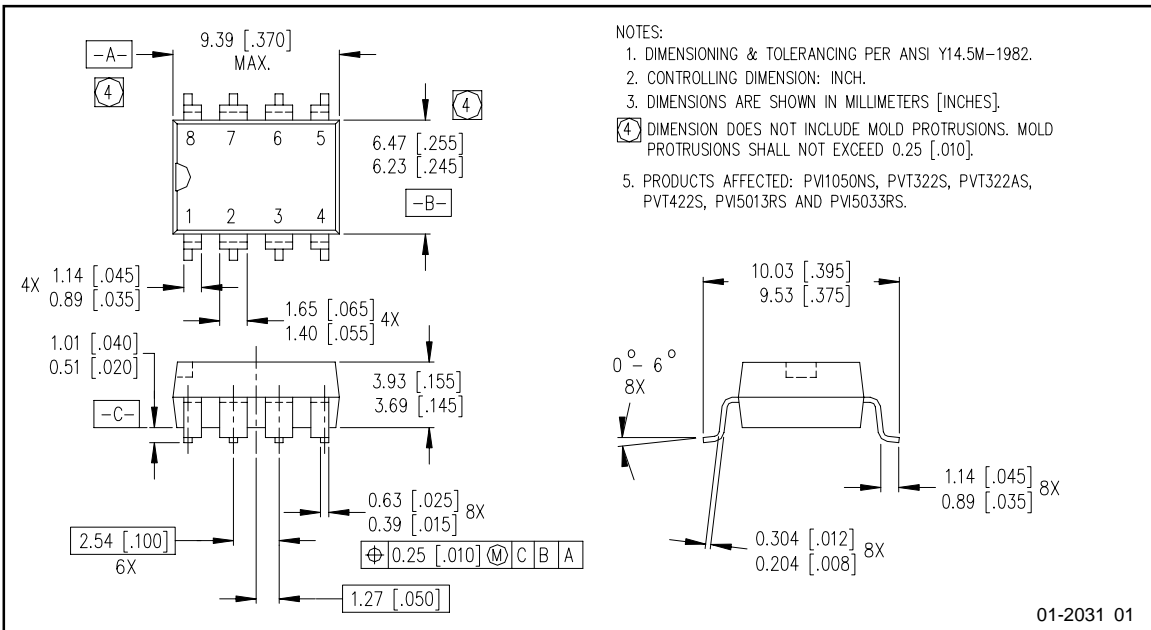 -A-
9.39 [.370]
MAX.
4
4
8 7 6 5
1 2 3 4
6.47 [.255]
6.23 [.245]
-B-
4X 1.14 [.045]
0.89 [.035]
1.65 [.065]
1.40 [.055] 4X
1.01 [.040]
0.51 [.020]
-C-
3.93 [.155]
3.69 [.145]
0.63 [.025]
0.39 [.015] 8X
2.54 [.100]
6X
⌖ 0.25 [.010] Ⓜ C B A
1.27 [.050]
NOTES:
1. DIMENSIONING & TOLERANCING PER ANSI Y14.5M-1982.
2. CONTROLLING DIMENSION: INCH.
3. DIMENSIONS ARE SHOWN IN MILLIMETERS [INCHES].
4 DIMENSION DOES NOT INCLUDE MOLD PROTRUSIONS. MOLD
PROTRUSIONS SHALL NOT EXCEED 0.25 [.010].
5. PRODUCTS AFFECTED: PVI1050NS, PVT322S, PVT322AS,
PVT422S, PVI5013RS AND PVI5033RS.
10.03 [.395]
9.53 [.375]
0° - 6°
8X
1.14 [.045]
0.89 [.035] 8X
0.304 [.012]
0.204 [.008] 8X
01-2031 01